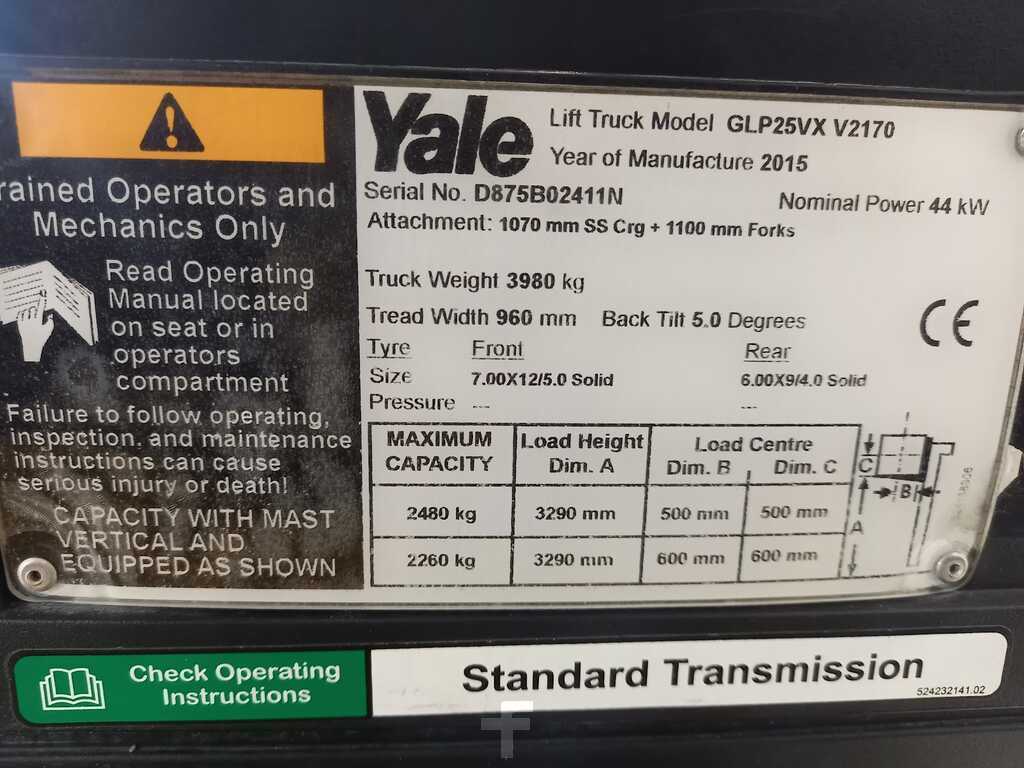 rained Operators and
Mechanics Only
Read Operating
Manual located
on seat or in
operators
compartment
Failure to follow operating,
inspection, and maintenance
instructions can cause
serious injury or death!
CAPACITY WITH MAST
VERTICAL AND
EQUIPPED AS SHOWN
Yale
Lift Truck Model GLP25VX V2170
Year of Manufacture 2015
Serial No. D875B02411N Nominal Power 44 kW
Attachment: 1070 mm SS Crg + 1100 mm Forks
Truck Weight 3980 kg
Tread Width 960 mm Back Tilt 5.0 Degrees
Tyre Front Rear
Size 7.00X12/5.0 Solid 6.00X9/4.0 Solid
Pressure --- ---
CE
MAXIMUM CAPACITY Load Height Dim. A Load Centre Dim. B Dim. C
2480 kg 3290 mm 500 mm 500 mm
2260 kg 3290 mm 600 mm 600 mm
C
B
A
Check Operating
Instructions
Standard Transmission
524232141.02